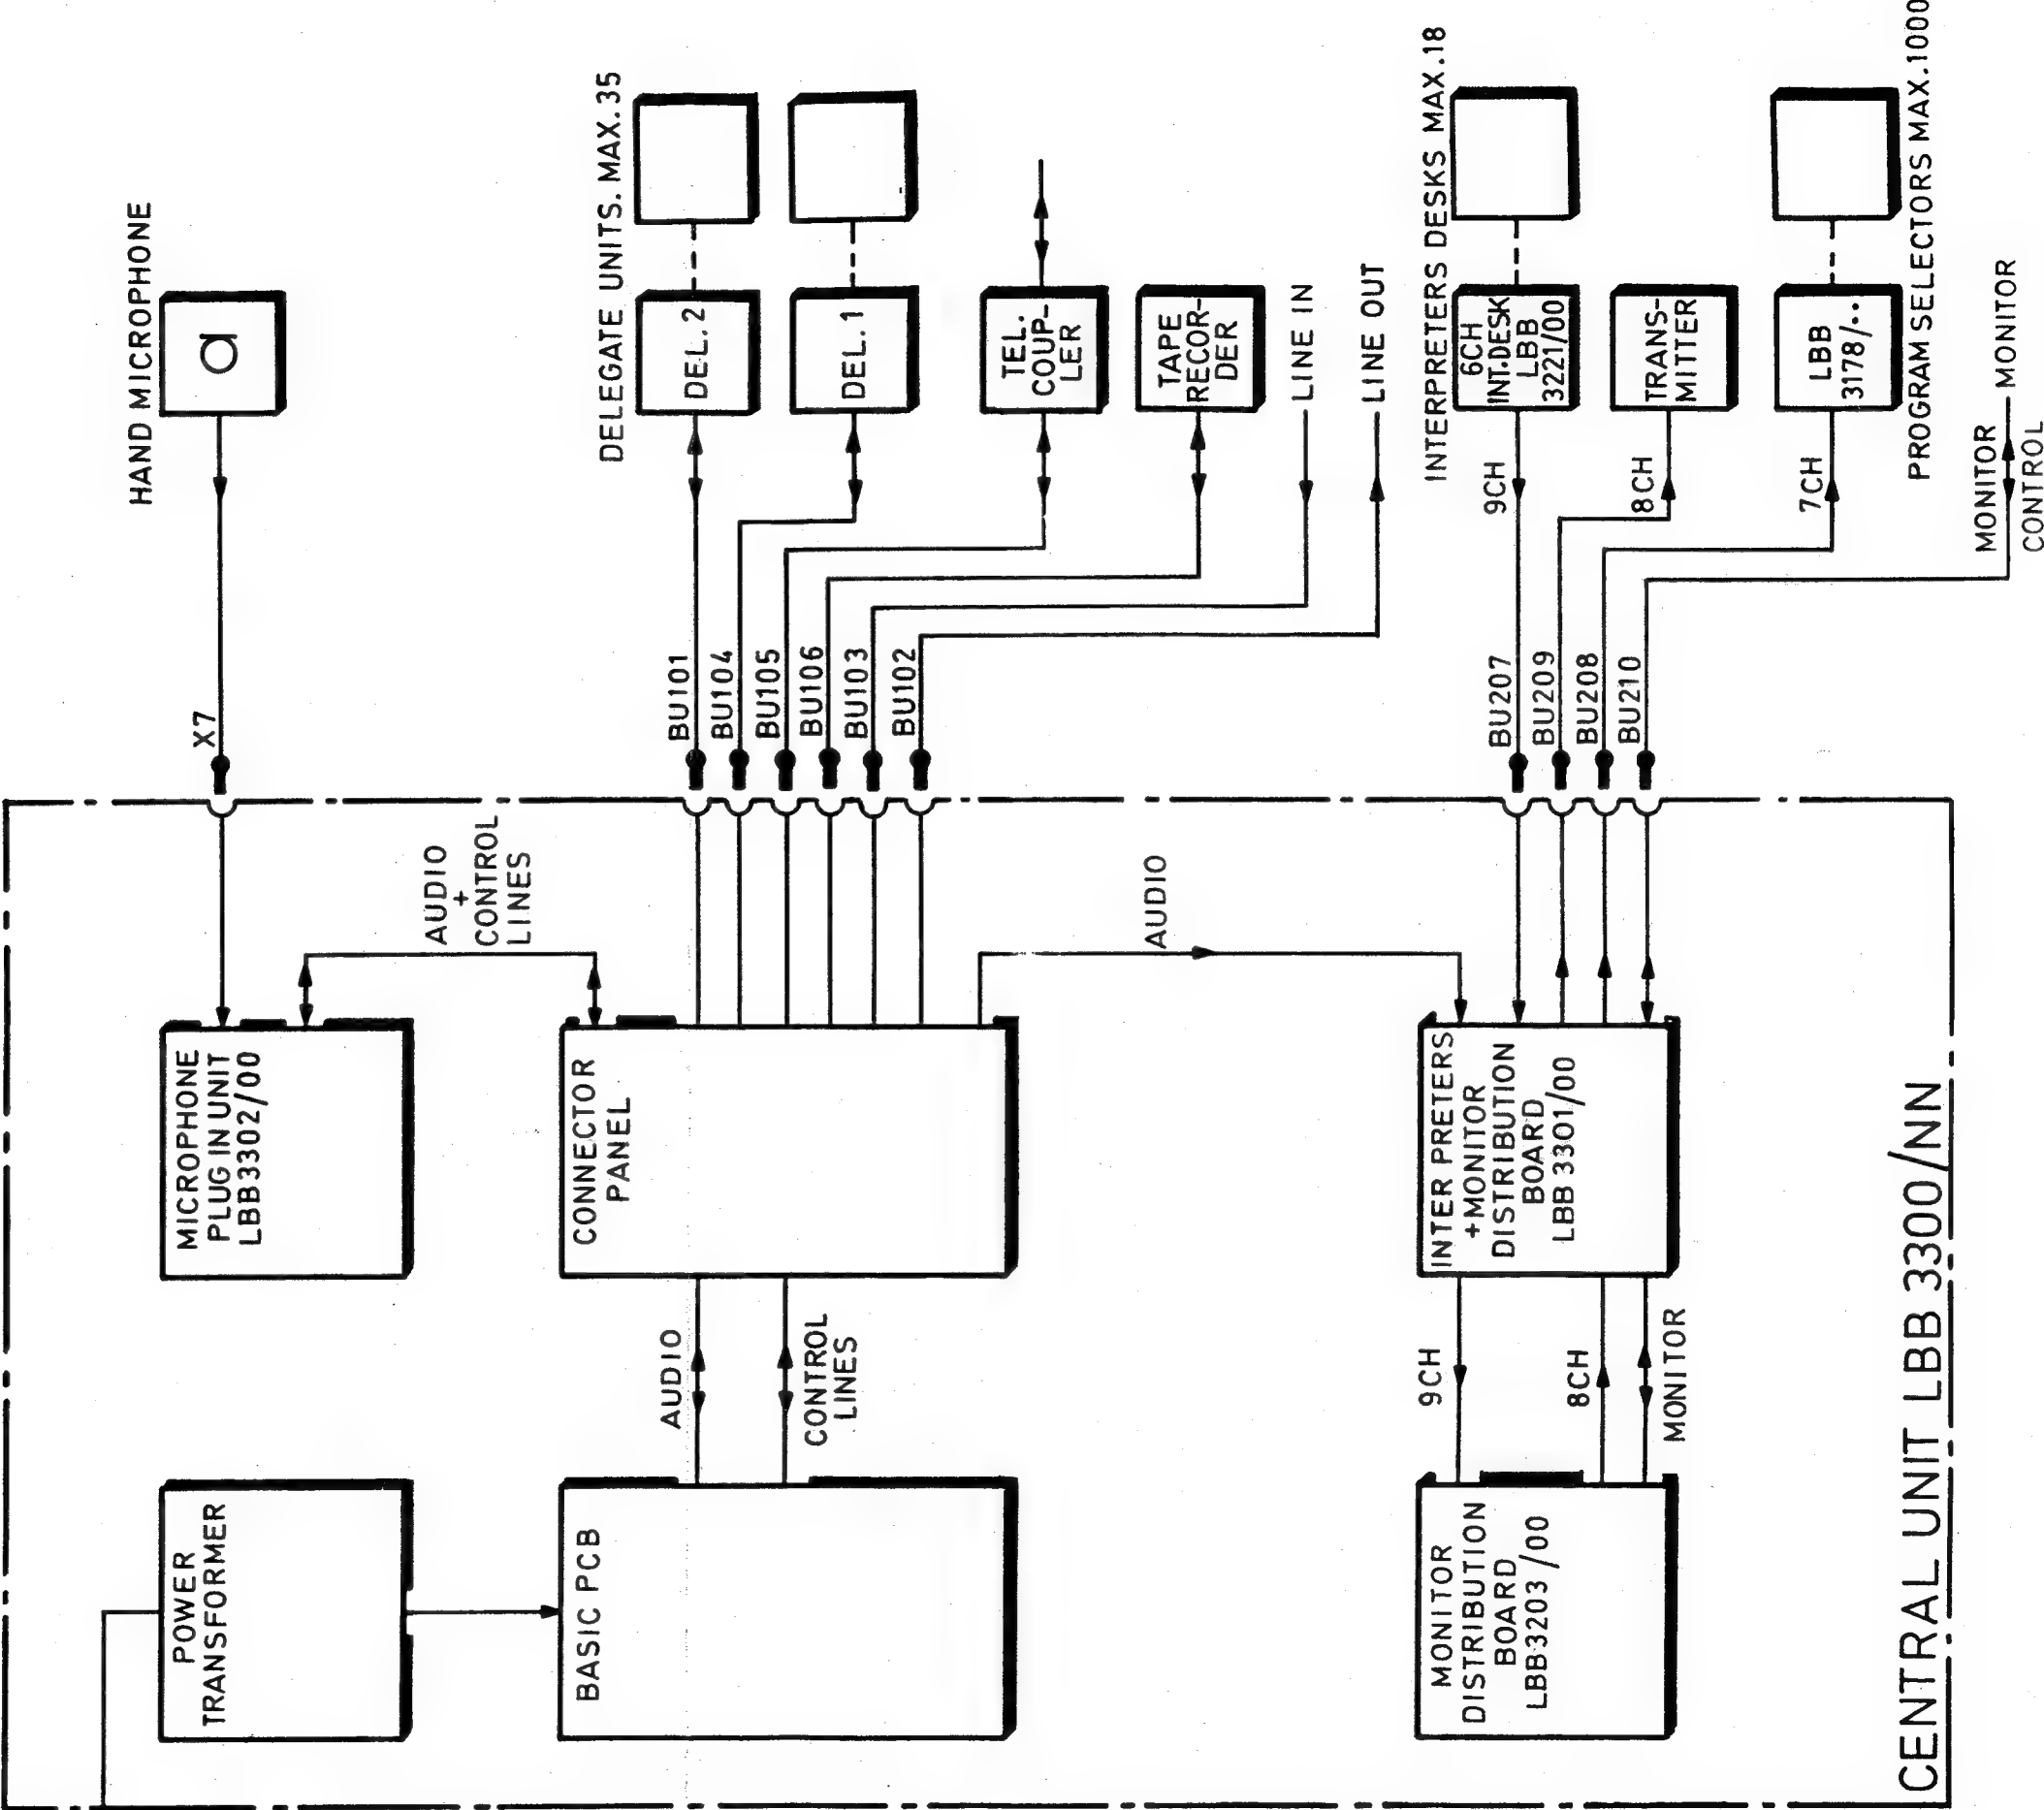 HAND MICROPHONE
a
X7
AUDIO
+
CONTROL
LINES
MICROPHONE
PLUG IN UNIT
LBB3302/00
POWER
TRANSFORMER
DELEGATE UNITS. MAX.35
DEL.2
DEL.1
TEL.
COUP-
LER
TAPE
RECOR-
DER
LINE IN
LINE OUT
BU101
BU104
BU105
BU106
BU103
BU102
CONNECTOR
PANEL
AUDIO
CONTROL
LINES
BASIC PCB
AUDIO
INTERPRETERS DESKS MAX.18
6CH
INT.DESK
LBB
3221/00
TRANS-
MITTER
LBB
3178/..
PROGRAM SELECTORS MAX.1000
9CH
8CH
7CH
MONITOR
MONITOR
CONTROL
BU207
BU209
BU208
BU210
INTER PRETERS
+MONITOR
DISTRIBUTION
BOARD
LBB 3301/00
9CH
8CH
MONITOR
MONITOR
DISTRIBUTION
BOARD
LBB3203 /00
CENTRAL UNIT LBB 3300/NN